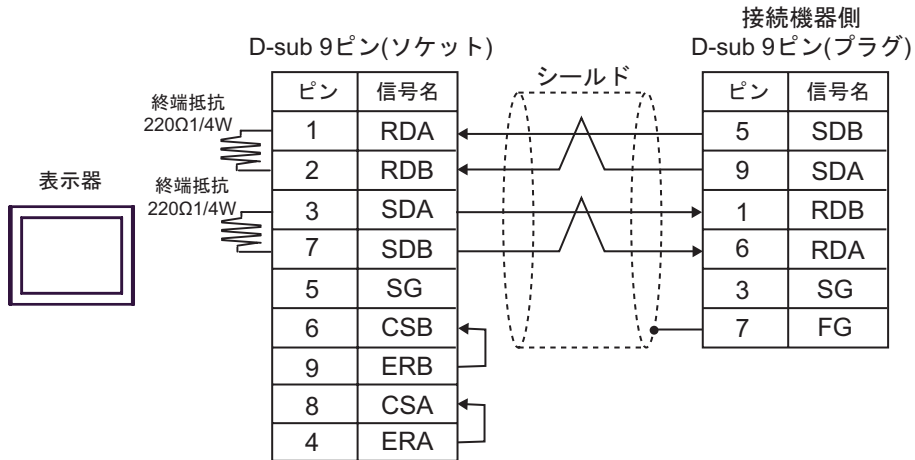 接続機器側
D-sub 9ピン(ソケット)
D-sub 9ピン(プラグ)
シールド
終端抵抗
220Ω1/4W
終端抵抗
220Ω1/4W
表示器
ピン 信号名
1 RDA
2 RDB
3 SDA
7 SDB
5 SG
6 CSB
9 ERB
8 CSA
4 ERA
ピン 信号名
5 SDB
9 SDA
1 RDB
6 RDA
3 SG
7 FG